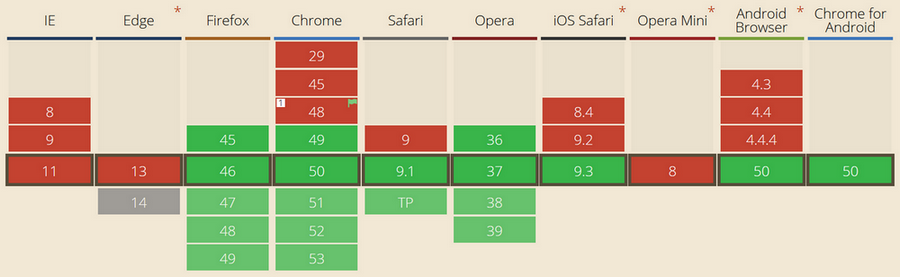 IE Edge * Firefox Chrome Safari Opera iOS Safari * Opera Mini * Android Browser * Chrome for Android
29
45 4.3
8 1 48 8.4 4.4
9 45 49 9 36 9.2 4.4.4
11 13 46 50 9.1 37 9.3 8 50 50
14 47 51 TP 38
48 52 39
49 53